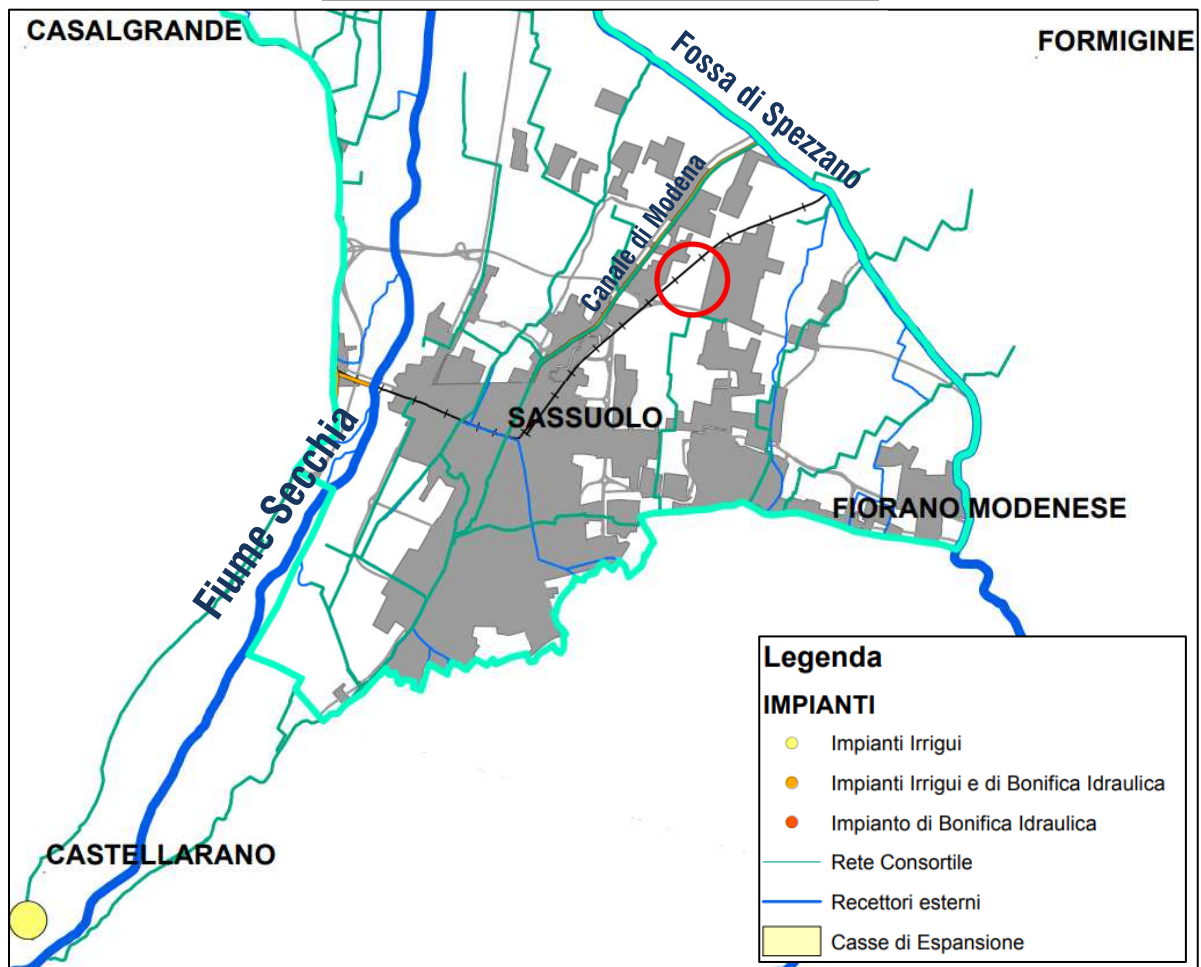 CASALGRANDE
FORMIGINE
Fossa di Spezzano
Canale di Modena
SASSUOLO
Fiume Secchia
FIORANO MODENESE
CASTELLARANO
Legenda
IMPIANTI
Impianti Irrigui
Impianti Irrigui e di Bonifica Idraulica
Impianto di Bonifica Idraulica
Rete Consortile
Recettori esterni
Casse di Espansione